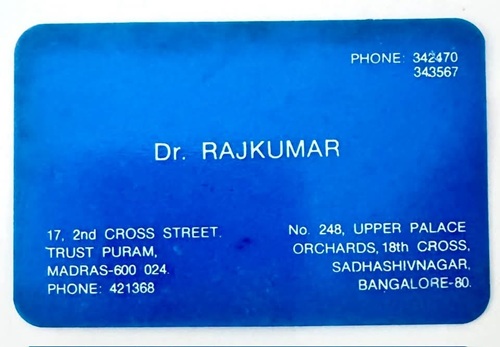 PHONE: 342470
343567
Dr. RAJKUMAR
17, 2nd CROSS STREET.
TRUST PURAM,
MADRAS-600 024.
PHONE: 421368
No. 248, UPPER PALACE
ORCHARDS, 18th CROSS,
SADHASHIVNAGAR,
BANGALORE-80.